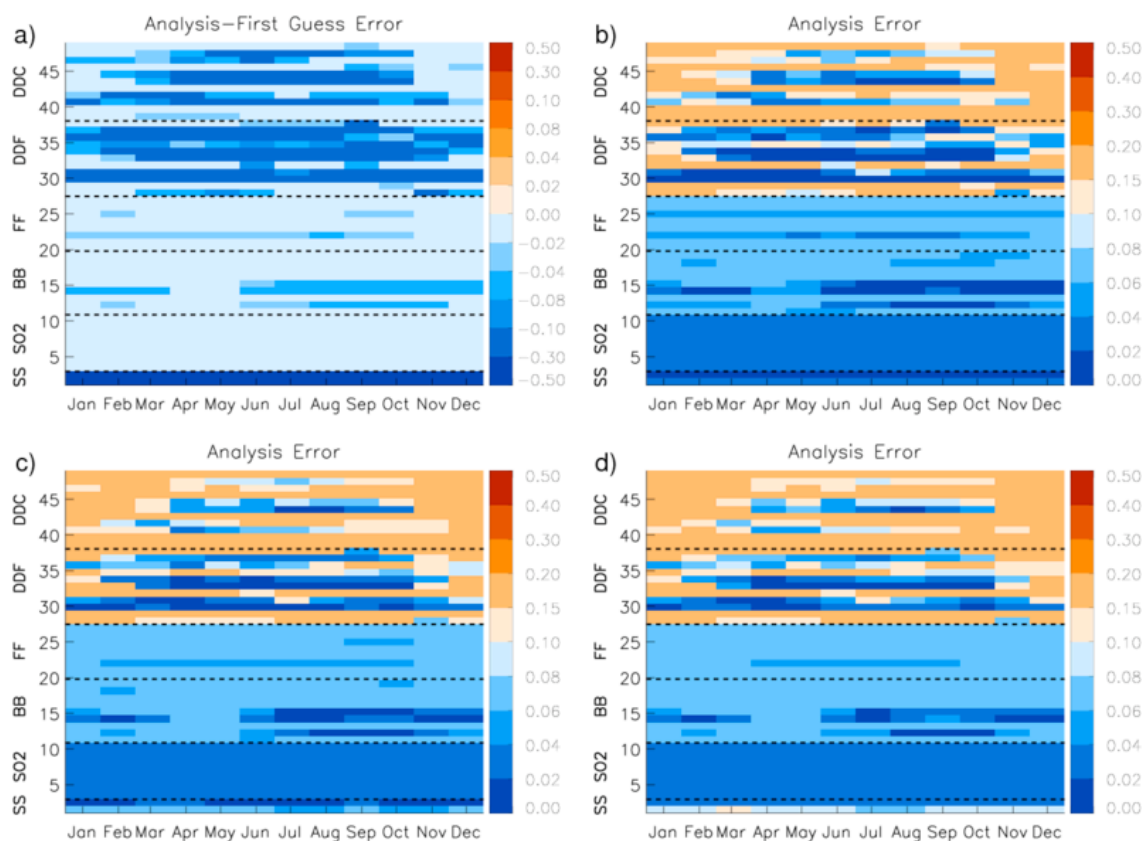 a) Analysis−First Guess Error
DDC
DDF
FF
BB
SO2
SS
45
40
35
30
25
20
15
10
5
Jan Feb Mar Apr May Jun Jul Aug Sep Oct Nov Dec
0.50
0.30
0.10
0.08
0.04
0.02
0.00
−0.02
−0.04
−0.08
−0.10
−0.30
−0.50
b) Analysis Error
DDC
DDF
FF
BB
SO2
SS
45
40
35
30
25
20
15
10
5
Jan Feb Mar Apr May Jun Jul Aug Sep Oct Nov Dec
0.50
0.40
0.30
0.20
0.15
0.10
0.08
0.06
0.04
0.02
0.00
c) Analysis Error
DDC
DDF
FF
BB
SO2
SS
45
40
35
30
25
20
15
10
5
Jan Feb Mar Apr May Jun Jul Aug Sep Oct Nov Dec
0.50
0.40
0.30
0.20
0.15
0.10
0.08
0.06
0.04
0.02
0.00
d) Analysis Error
DDC
DDF
FF
BB
SO2
SS
45
40
35
30
25
20
15
10
5
Jan Feb Mar Apr May Jun Jul Aug Sep Oct Nov Dec
0.50
0.40
0.30
0.20
0.15
0.10
0.08
0.06
0.04
0.02
0.00